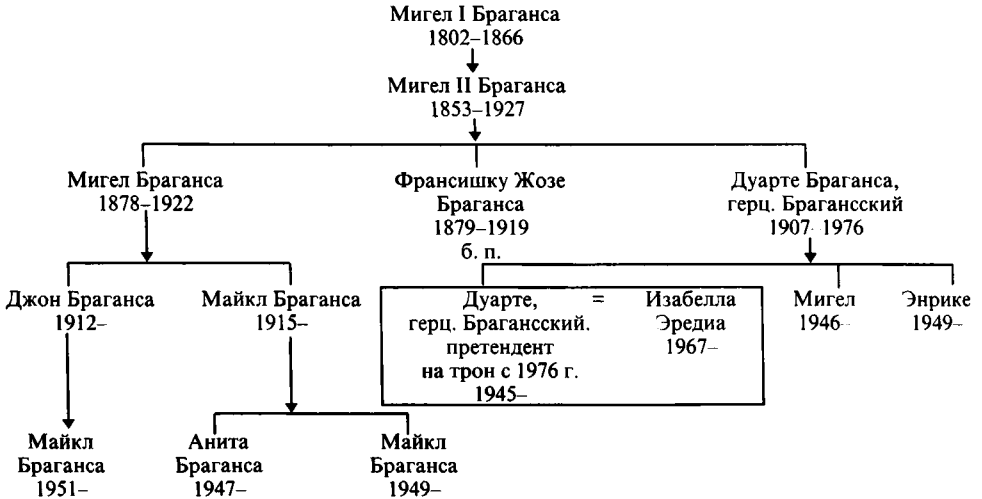 Мигел I Браганса
1802–1866
Мигел II Браганса
1853–1927
Мигел Браганса
1878–1922
Франсишку Жозе
Браганса
1879–1919
б. п.
Дуарте Браганса,
герц. Брагансский
1907–1976
Джон Браганса
1912–
Майкл Браганса
1915–
Дуарте,
герц. Брагансский.
претендент
на трон с 1976 г.
1945–
=
Изабелла
Эредиа
1967–
Мигел
1946–
Энрике
1949–
Майкл
Браганса
1951–
Анита
Браганса
1947–
Майкл
Браганса
1949–